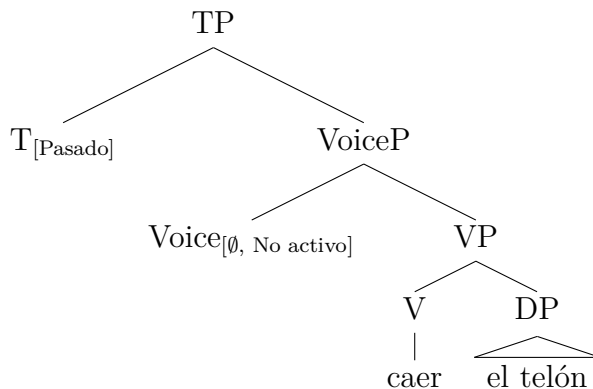 TP
T[Pasado] VoiceP
Voice[∅, No activo] VP
V DP
caer el telón